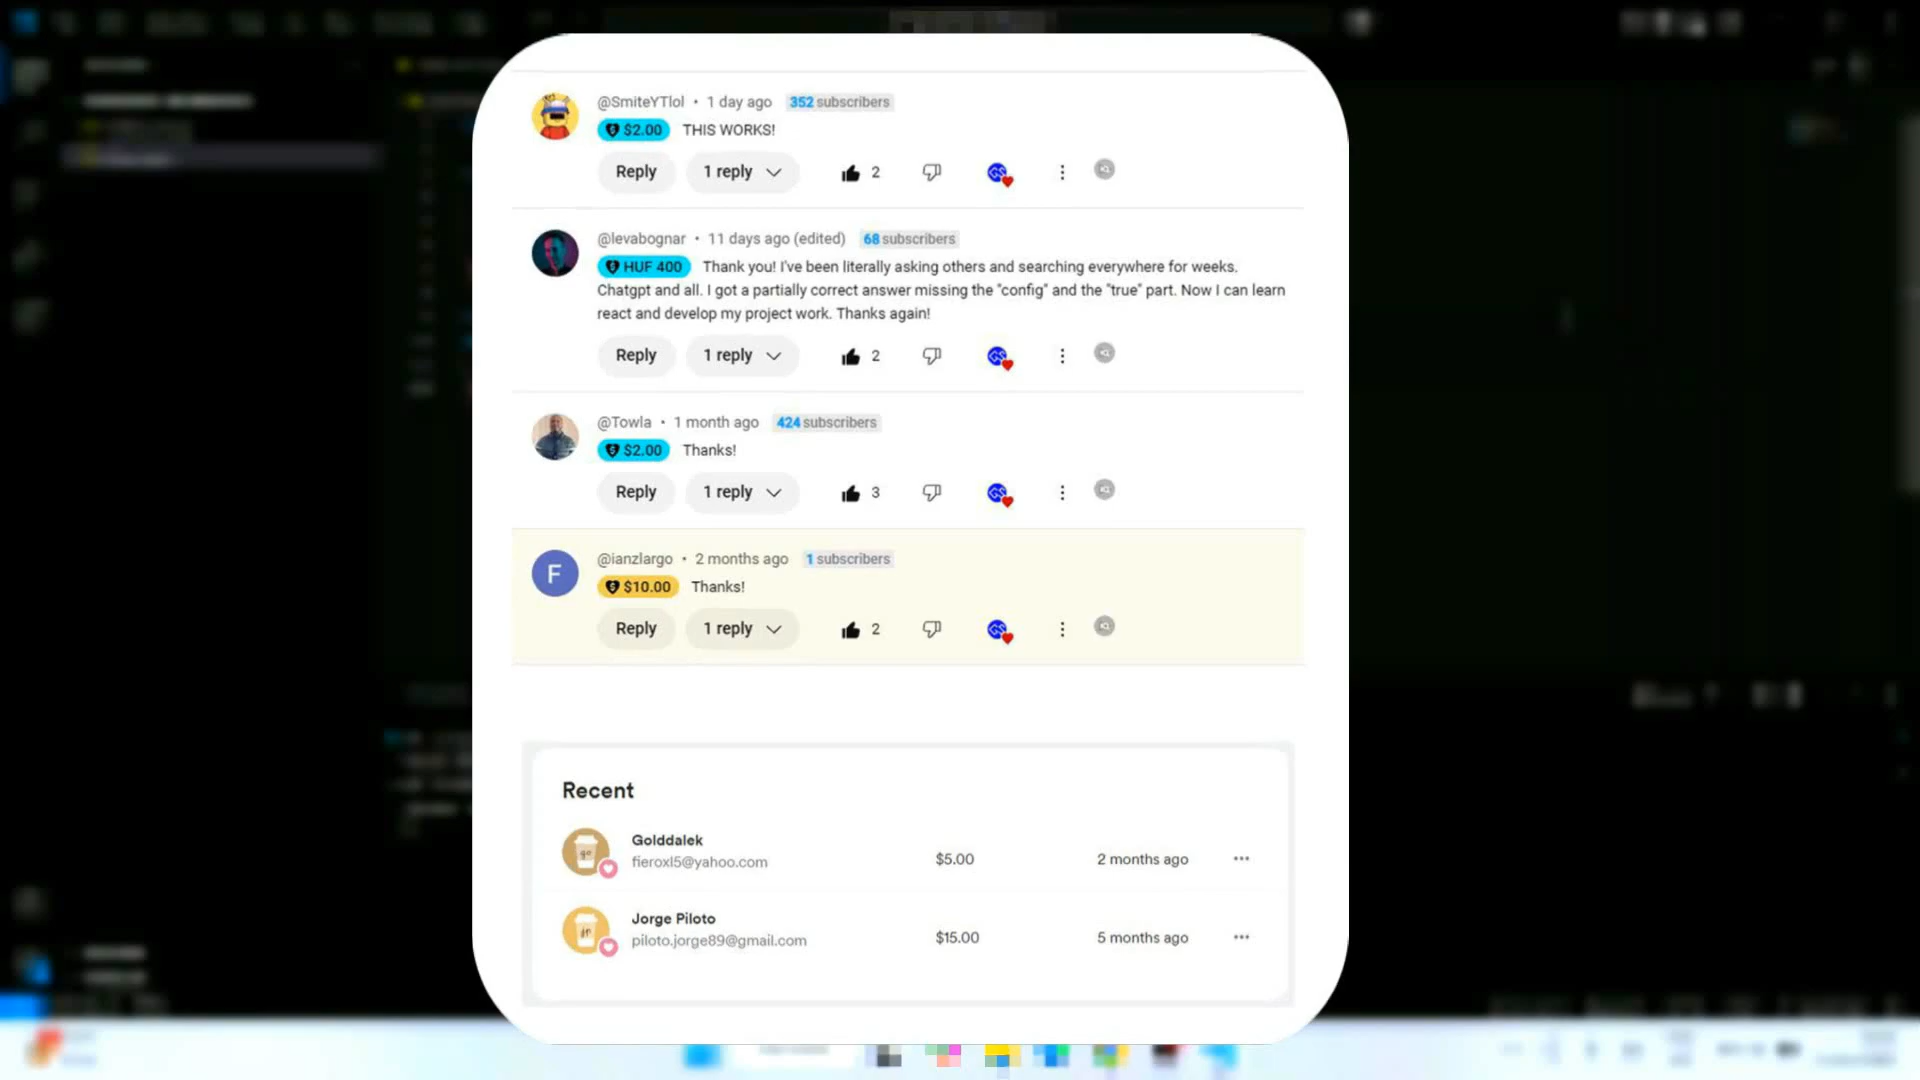 @SmiteYTlol • 1 day ago 352 subscribers
$2.00 THIS WORKS!
Reply 1 reply 2
@levabognar • 11 days ago (edited) 68 subscribers
HUF 400 Thank you! I've been literally asking others and searching everywhere for weeks.
Chatgpt and all. I got a partially correct answer missing the "config" and the "true" part. Now I can learn
react and develop my project work. Thanks again!
Reply 1 reply 2
@Towla • 1 month ago 424 subscribers
$2.00 Thanks!
Reply 1 reply 3
F
@ianzlargo • 2 months ago 1 subscribers
$10.00 Thanks!
Reply 1 reply 2
Recent
go
Golddalek
fieroxl5@yahoo.com
$5.00 2 months ago
Jorge Piloto
piloto.jorge89@gmail.com
$15.00 5 months ago